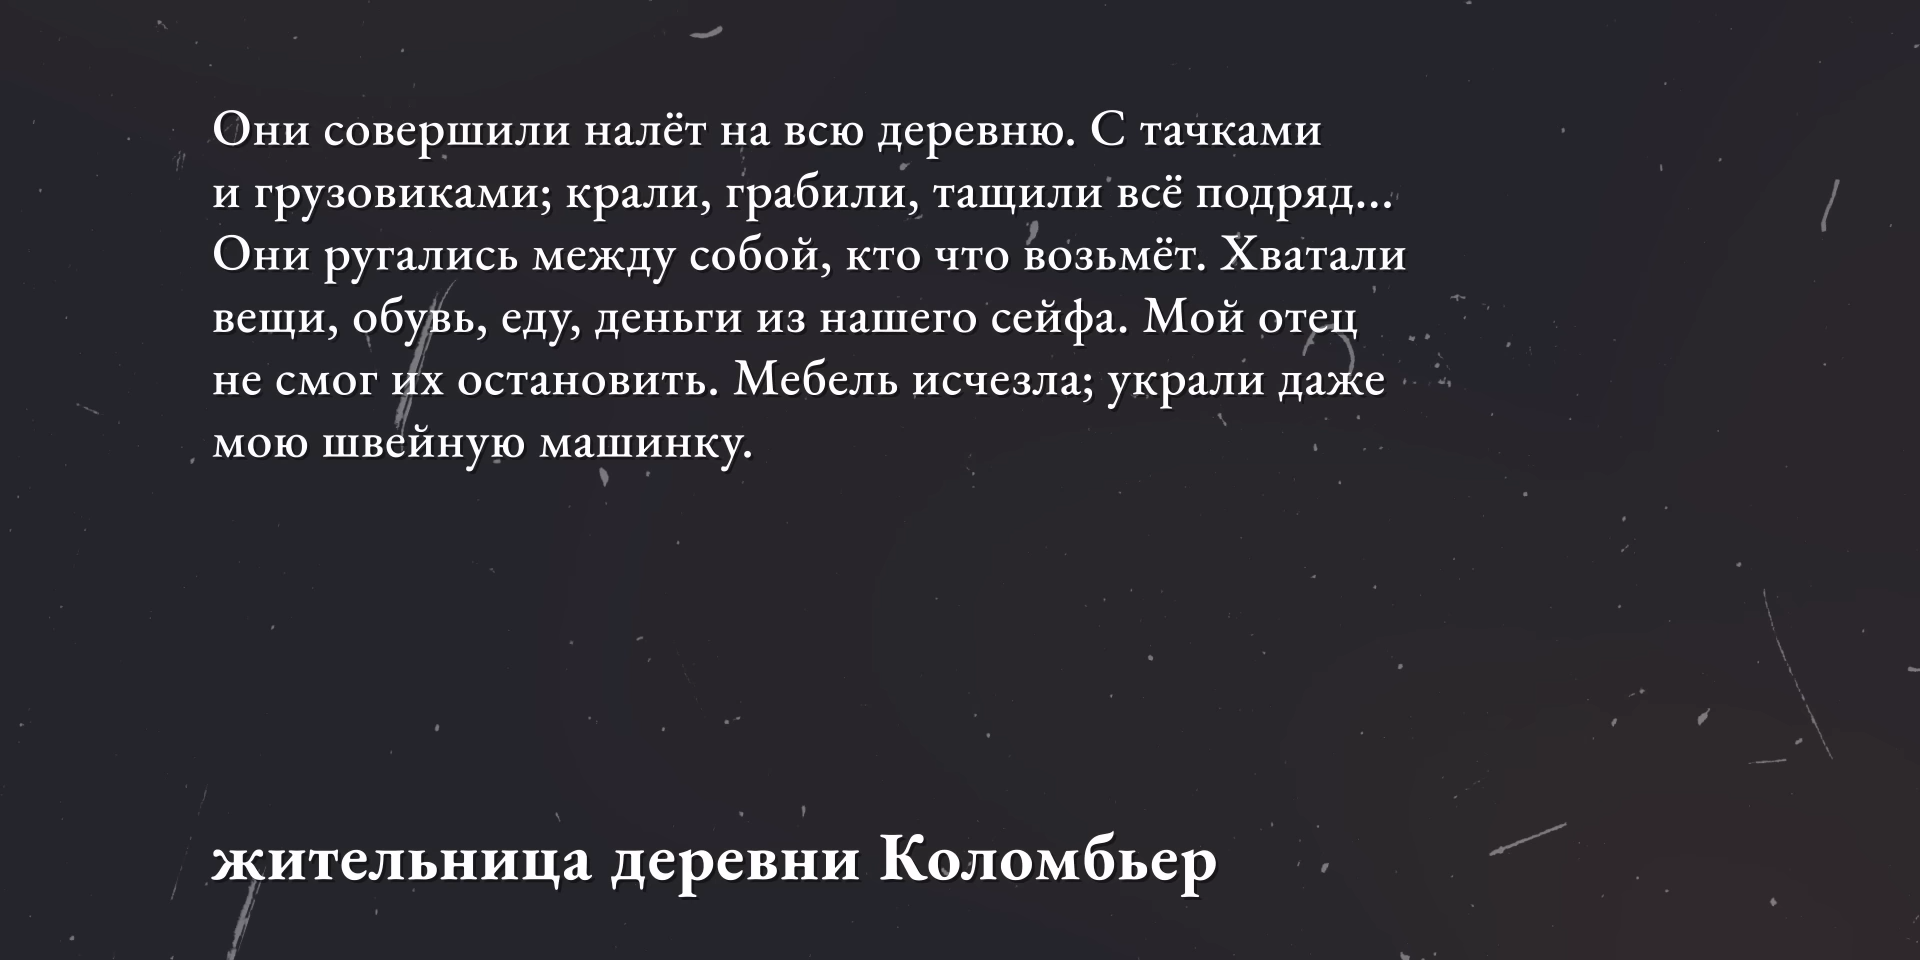 Они совершили налёт на всю деревню. С тачками
и грузовиками; крали, грабили, тащили всё подряд...
Они ругались между собой, кто что возьмёт. Хватали
вещи, обувь, еду, деньги из нашего сейфа. Мой отец
не смог их остановить. Мебель исчезла; украли даже
мою швейную машинку.
жительница деревни Коломбьер